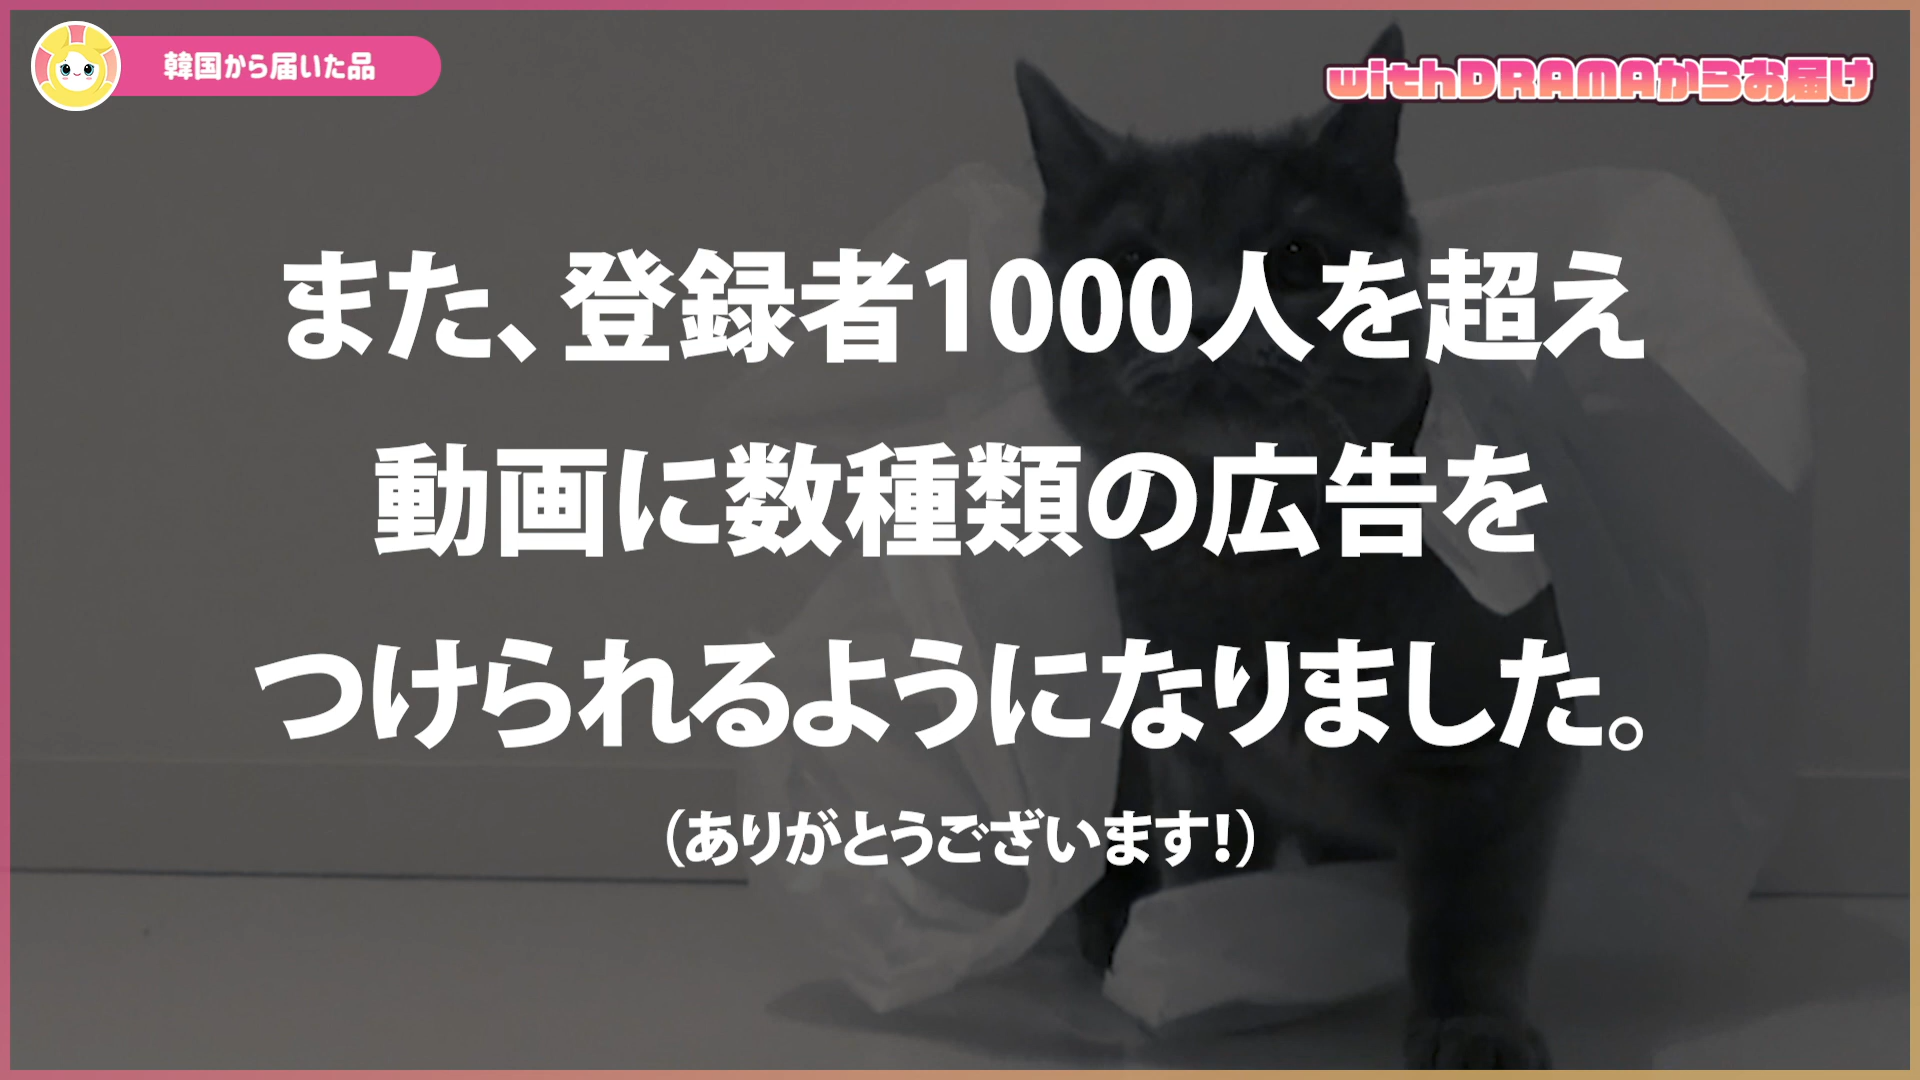 韓国から届いた品
withDRAMAからお届け
また、登録者1000人を超え
動画に数種類の広告を
つけられるようになりました。
（ありがとうございます！）